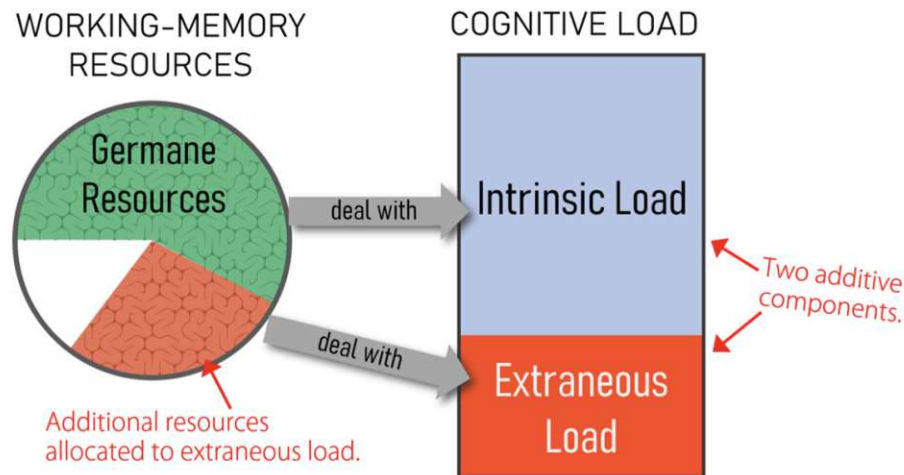 WORKING-MEMORY
RESOURCES
COGNITIVE LOAD
Germane
Resources
deal with
Intrinsic Load
Two additive
components.
deal with
Extraneous
Load
Additional resources
allocated to extraneous load.